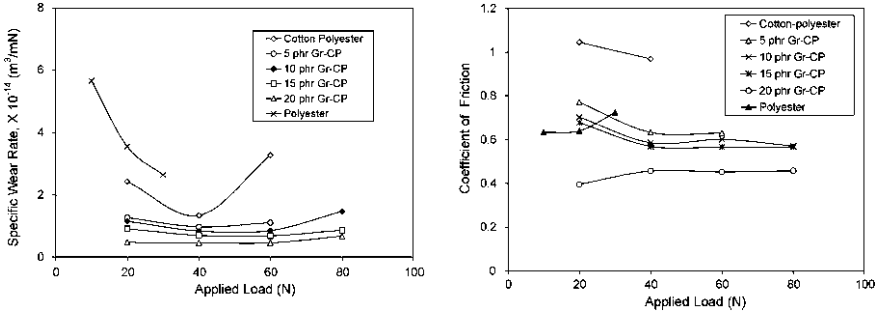 Specific Wear Rate, X 10⁻¹⁴ (m³/mN)
8
6
4
2
0
0 20 40 60 80 100
Applied Load (N)
Cotton Polyester
5 phr Gr-CP
10 phr Gr-CP
15 phr Gr-CP
20 phr Gr-CP
Polyester
Coefficient of Friction
1.2
1
0.8
0.6
0.4
0.2
0
0 20 40 60 80 100
Applied Load (N)
Cotton-polyester
5 phr Gr-CP
10 phr Gr-CP
15 phr Gr-CP
20 phr Gr-CP
Polyester